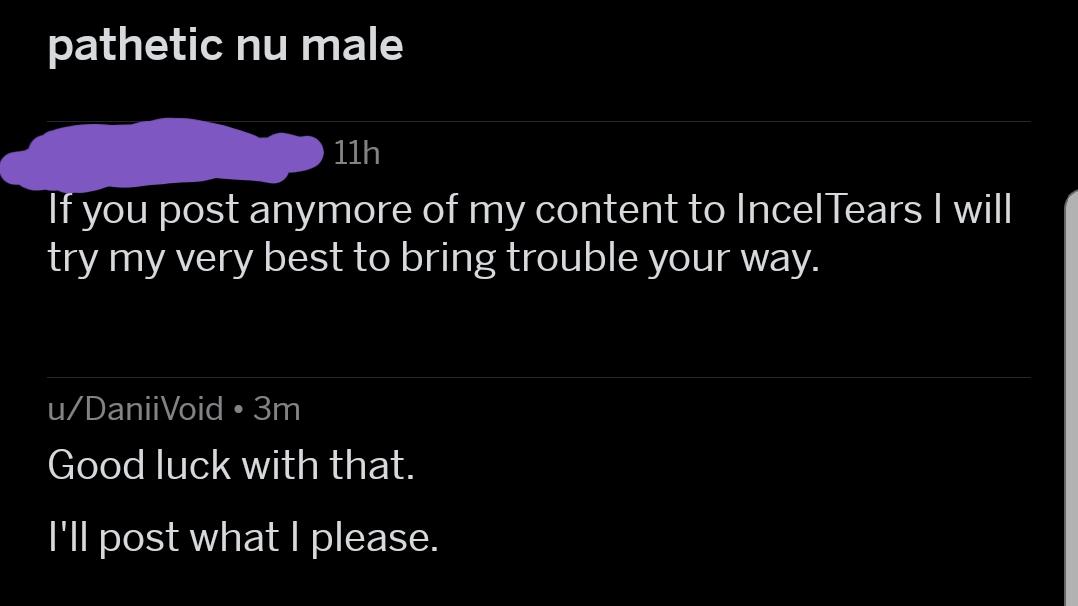 pathetic nu male
11h
If you post anymore of my content to IncelTears I will
try my very best to bring trouble your way.
u/DaniiVoid • 3m
Good luck with that.
I'll post what I please.